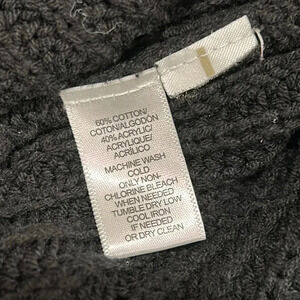 60% COTTON/
COTON/ALGODÓN
40% ACRYLIC/
ACRYLIQUE/
ACRÍLICO
MACHINE WASH
COLD
ONLY NON-
CHLORINE BLEACH
WHEN NEEDED
TUMBLE DRY LOW
COOL IRON
IF NEEDED
OR DRY CLEAN